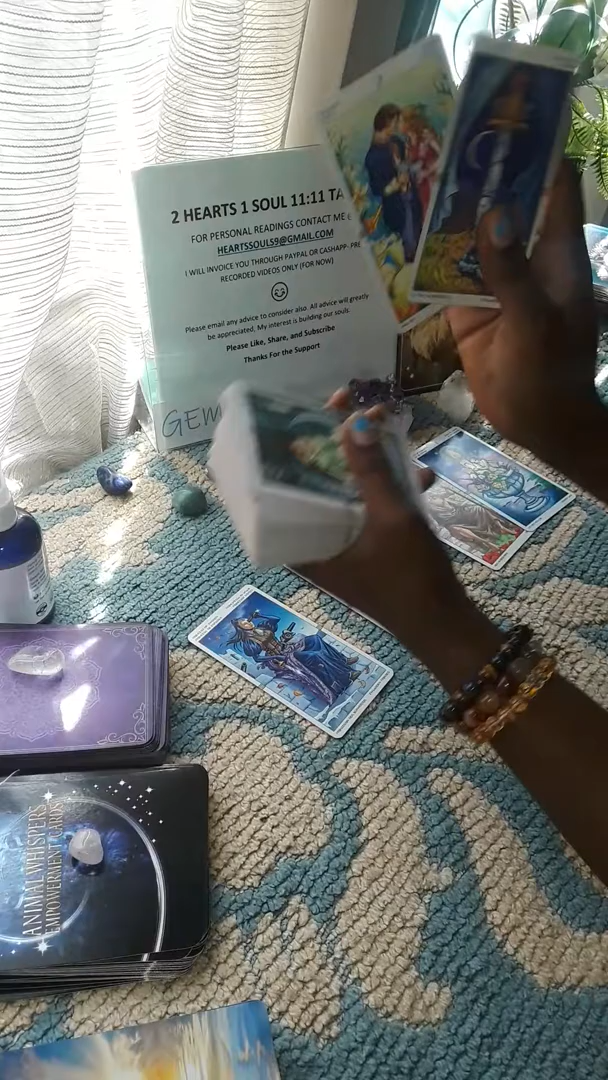 2 HEARTS 1 SOUL 11:11 TA
FOR PERSONAL READINGS CONTACT ME
HEARTSSOULS9@GMAIL.COM
I WILL INVOICE YOU THROUGH PAYPAL OR CASHAPP- PRE
RECORDED VIDEOS ONLY (FOR NOW)
Please email any advice to consider also. All advice will greatly
be appreciated, My interest is building our souls.
Please Like, Share, and Subscribe
Thanks For the Support
GEM
ANIMAL WHISPERS
EMPOWERMENT CARDS